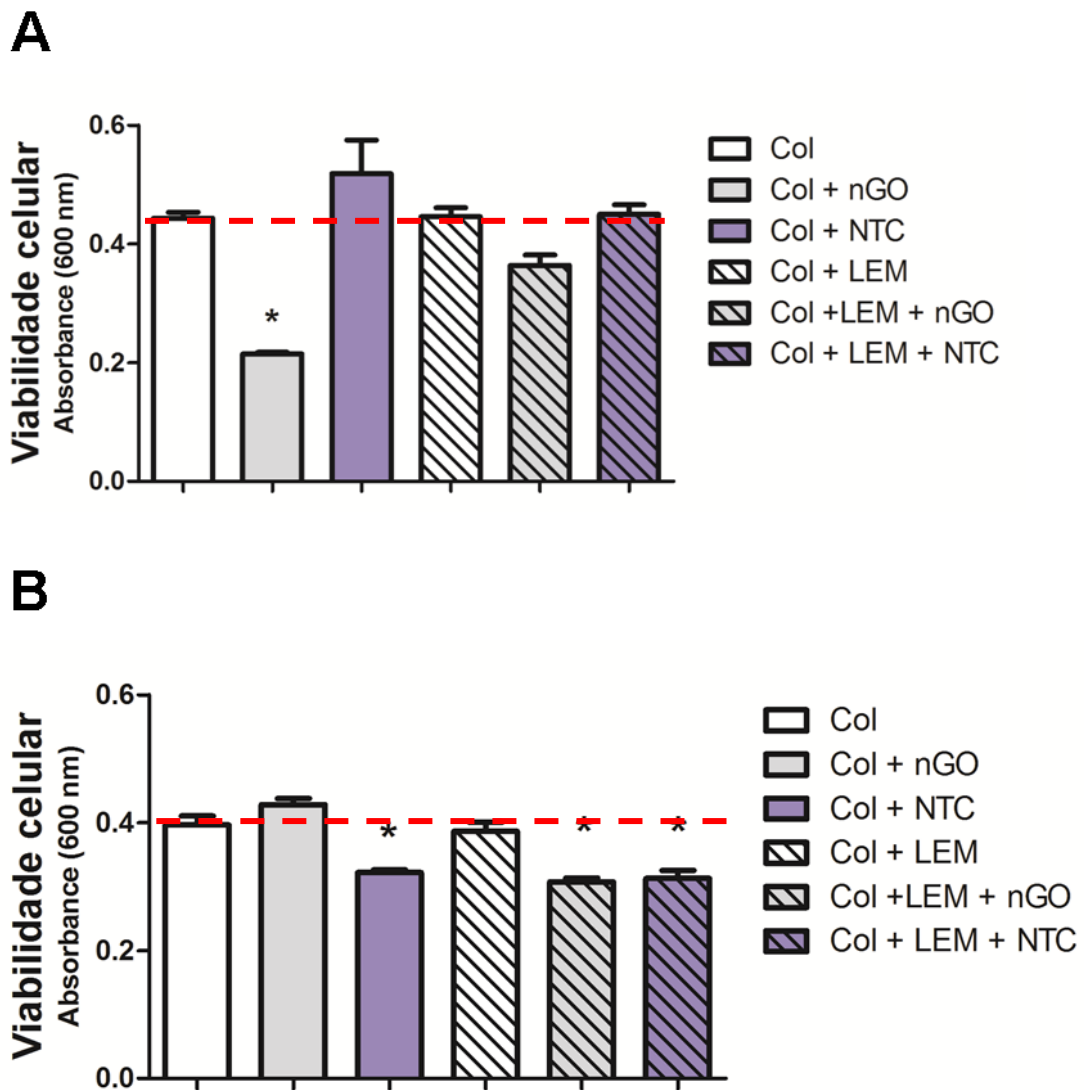 A
Viabilidade celular
Absorbance (600 nm)
0.6
0.4
0.2
0.0
*
Col
Col + nGO
Col + NTC
Col + LEM
Col +LEM + nGO
Col + LEM + NTC
B
Viabilidade celular
Absorbance (600 nm)
0.6
0.4
0.2
0.0
*
*
*
Col
Col + nGO
Col + NTC
Col + LEM
Col +LEM + nGO
Col + LEM + NTC